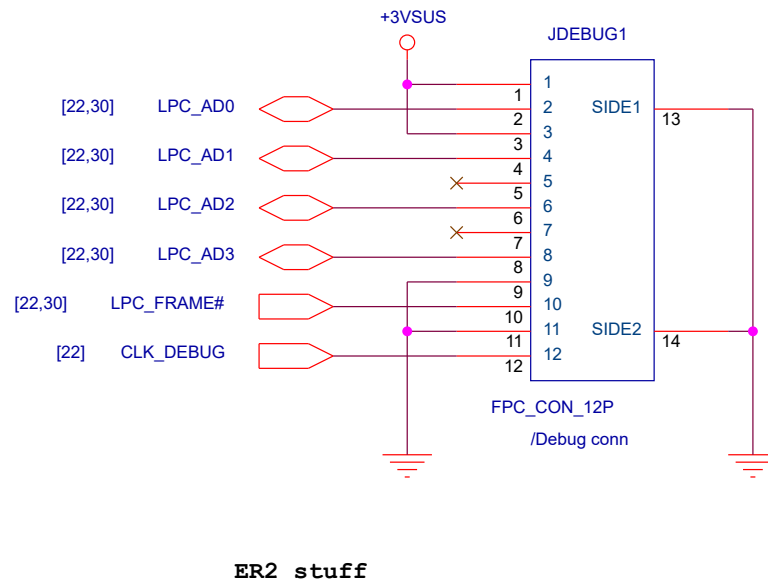 +3VSUS
JDEBUG1
1
1
[22,30] LPC_AD0 2 SIDE1 13
2
3
3
[22,30] LPC_AD1 4
4
5
5
[22,30] LPC_AD2 6
6
7
7
[22,30] LPC_AD3 8
8
9
9
[22,30] LPC_FRAME# 10
10
11 SIDE2 14
11
[22] CLK_DEBUG 12
12
FPC_CON_12P
/Debug conn
ER2 stuff